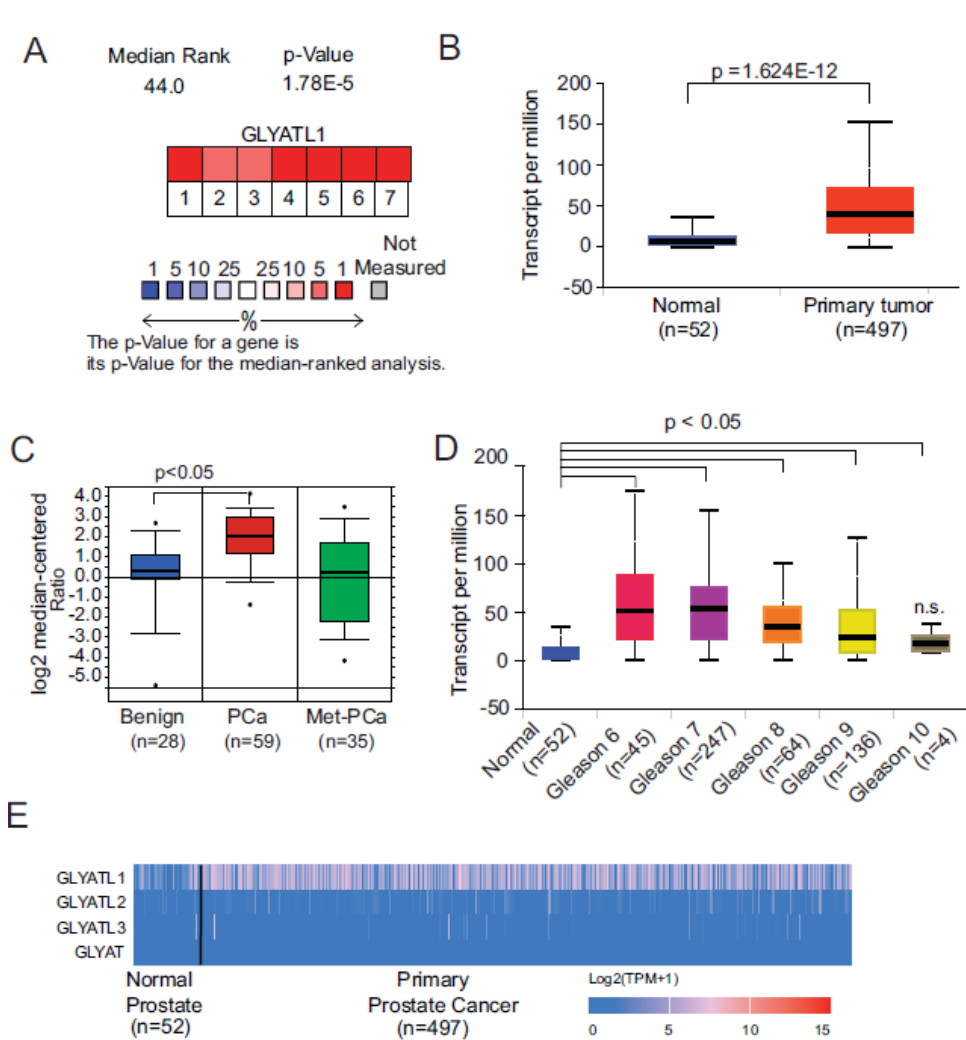 A
Median Rank
p-Value
44.0
1.78E-5
GLYATL1
1 2 3 4 5 6 7
Not
Measured
1 5 10 25 25 10 5 1
%
The p-Value for a gene is
its p-Value for the median-ranked analysis.
B
p =1.624E-12
Transcript per million
200
150
100
50
0
-50
Normal
(n=52)
Primary tumor
(n=497)
C
p<0.05
log2 median-centered
Ratio
4.0
3.0
2.0
1.0
0.0
-1.0
-2.0
-3.0
-4.0
-5.0
Benign
(n=28)
PCa
(n=59)
Met-PCa
(n=35)
D
p < 0.05
Transcript per million
200
150
100
50
0
-50
n.s.
Normal
(n=52)
Gleason 6
(n=45)
Gleason 7
(n=247)
Gleason 8
(n=64)
Gleason 9
(n=136)
Gleason 10
(n=4)
E
GLYATL1
GLYATL2
GLYATL3
GLYAT
Normal
Prostate
(n=52)
Primary
Prostate Cancer
(n=497)
Log2(TPM+1)
0 5 10 15